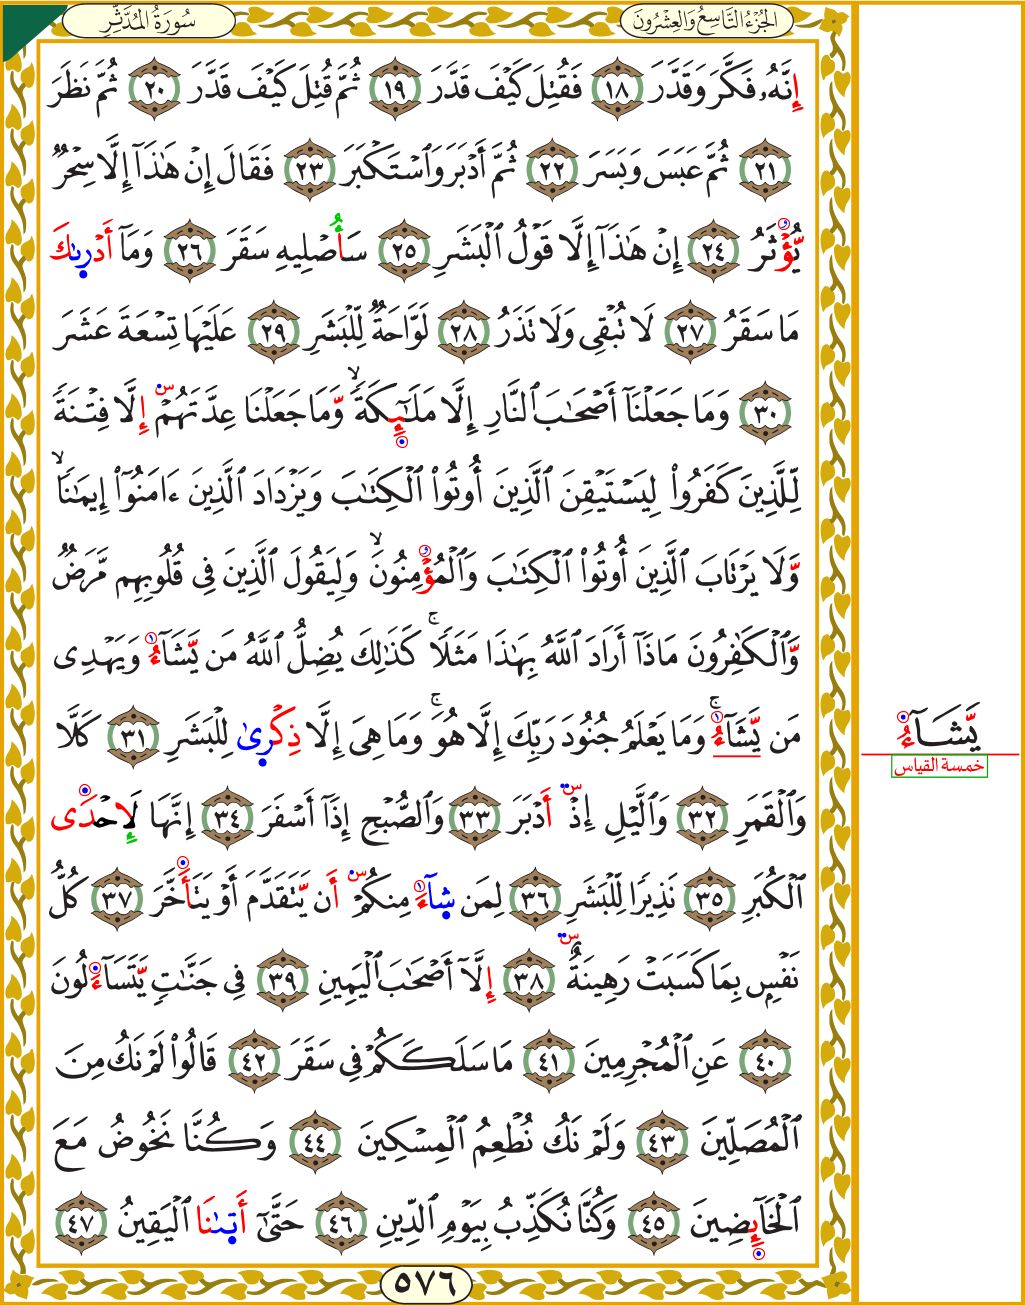 سُورَةُ المُدَّثِّرِ
الجُزْءُ التَّاسِعُ وَالعِشْرُونَ
إِنَّهُۥ فَكَّرَ وَقَدَّرَ ١٨ فَقُتِلَ كَيْفَ قَدَّرَ ١٩ ثُمَّ قُتِلَ كَيْفَ قَدَّرَ ٢٠ ثُمَّ نَظَرَ
٢١ ثُمَّ عَبَسَ وَبَسَرَ ٢٢ ثُمَّ أَدْبَرَ وَٱسْتَكْبَرَ ٢٣ فَقَالَ إِنْ هَٰذَآ إِلَّا سِحْرٌ
يُّؤْثَرُ ٢٤ إِنْ هَٰذَآ إِلَّا قَوْلُ ٱلْبَشَرِ ٢٥ سَأُصْلِيهِ سَقَرَ ٢٦ وَمَآ أَدْرَىٰكَ
مَا سَقَرُ ٢٧ لَا تُبْقِى وَلَا تَذَرُ ٢٨ لَوَّاحَةٌ لِّلْبَشَرِ ٢٩ عَلَيْهَا تِسْعَةَ عَشَرَ
٣٠ وَمَا جَعَلْنَآ أَصْحَٰبَ ٱلنَّارِ إِلَّا مَلَٰٓئِكَةً ۙ وَّمَا جَعَلْنَا عِدَّتَهُمْ إِلَّا فِتْنَةً
لِّلَّذِينَ كَفَرُوا۟ لِيَسْتَيْقِنَ ٱلَّذِينَ أُوتُوا۟ ٱلْكِتَٰبَ وَيَزْدَادَ ٱلَّذِينَ ءَامَنُوٓا۟ إِيمَٰنًا ۙ
وَّلَا يَرْتَابَ ٱلَّذِينَ أُوتُوا۟ ٱلْكِتَٰبَ وَٱلْمُؤْمِنُونَ ۙ وَلِيَقُولَ ٱلَّذِينَ فِى قُلُوبِهِم مَّرَضٌ
وَّٱلْكَٰفِرُونَ مَاذَآ أَرَادَ ٱللَّهُ بِهَٰذَا مَثَلًا ۚ كَذَٰلِكَ يُضِلُّ ٱللَّهُ مَن يَّشَآءُ وَيَهْدِى
مَن يَّشَآءُ ۚ وَمَا يَعْلَمُ جُنُودَ رَبِّكَ إِلَّا هُوَ ۚ وَمَا هِىَ إِلَّا ذِكْرَىٰ لِلْبَشَرِ ٣١ كَلَّا
يَّشَآءُ
خمسة القياس
وَٱلْقَمَرِ ٣٢ وَٱلَّيْلِ إِذْ أَدْبَرَ ٣٣ وَٱلصُّبْحِ إِذَآ أَسْفَرَ ٣٤ إِنَّهَا لَإِحْدَى
ٱلْكُبَرِ ٣٥ نَذِيرًا لِّلْبَشَرِ ٣٦ لِمَن شَآءَ مِنكُمْ أَن يَّتَقَدَّمَ أَوْ يَتَأَخَّرَ ٣٧ كُلُّ
نَفْسٍۭ بِمَا كَسَبَتْ رَهِينَةٌ ٣٨ إِلَّآ أَصْحَٰبَ ٱلْيَمِينِ ٣٩ فِى جَنَّٰتٍ يَّتَسَآءَلُونَ
٤٠ عَنِ ٱلْمُجْرِمِينَ ٤١ مَا سَلَكَكُمْ فِى سَقَرَ ٤٢ قَالُوا۟ لَمْ نَكُ مِنَ
ٱلْمُصَلِّينَ ٤٣ وَلَمْ نَكُ نُطْعِمُ ٱلْمِسْكِينَ ٤٤ وَكُنَّا نَخُوضُ مَعَ
ٱلْخَآئِضِينَ ٤٥ وَكُنَّا نُكَذِّبُ بِيَوْمِ ٱلدِّينِ ٤٦ حَتَّىٰٓ أَتَىٰنَا ٱلْيَقِينُ ٤٧
٥٧٦